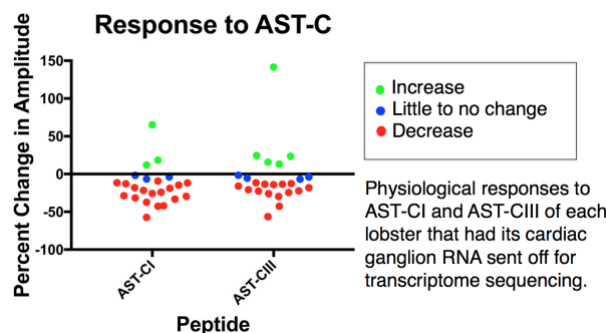 Response to AST-C
Percent Change in Amplitude
150
100
50
0
-50
-100
AST-CI
AST-CIII
Peptide
Increase
Little to no change
Decrease
Physiological responses to
AST-CI and AST-CIII of each
lobster that had its cardiac
ganglion RNA sent off for
transcriptome sequencing.